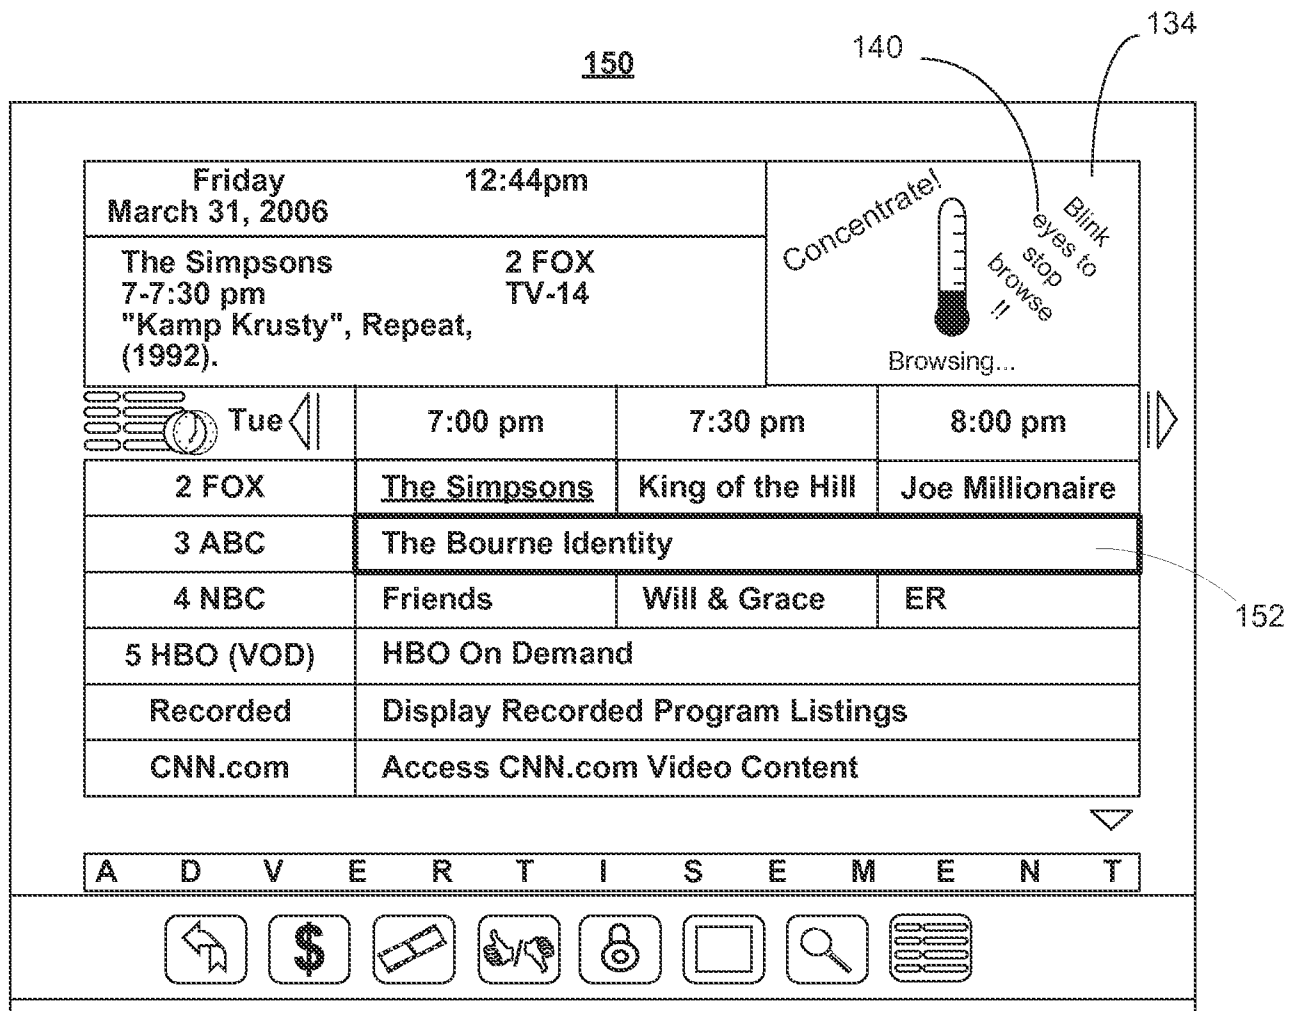 134
140
150
Friday 12:44pm
March 31, 2006
Concentrate!
Blink
eyes to
stop
browse
!!
The Simpsons 2 FOX
7-7:30 pm TV-14
"Kamp Krusty", Repeat,
(1992).
Browsing...
Tue 7:00 pm 7:30 pm 8:00 pm
2 FOX The Simpsons King of the Hill Joe Millionaire
3 ABC The Bourne Identity
4 NBC Friends Will & Grace ER
152
5 HBO (VOD) HBO On Demand
Recorded Display Recorded Program Listings
CNN.com Access CNN.com Video Content
A D V E R T I S E M E N T
$